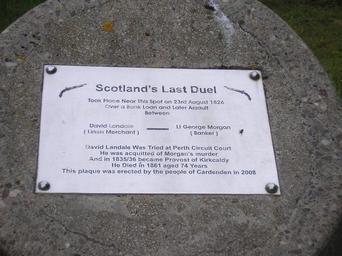 Scotland's Last Duel
Took Place Near this Spot on 23rd August 1826
Over a Bank Loan and Later Assault
Between
David Landale — Lt George Morgan
( Linen Merchant ) ( Banker )
David Landale Was Tried at Perth Circuit Court
He was acquitted of Morgan's murder
And in 1835/36 became Provost of Kirkcaldy
He Died in 1861 aged 74 Years
This plaque was erected by the people of Cardenden in 2008